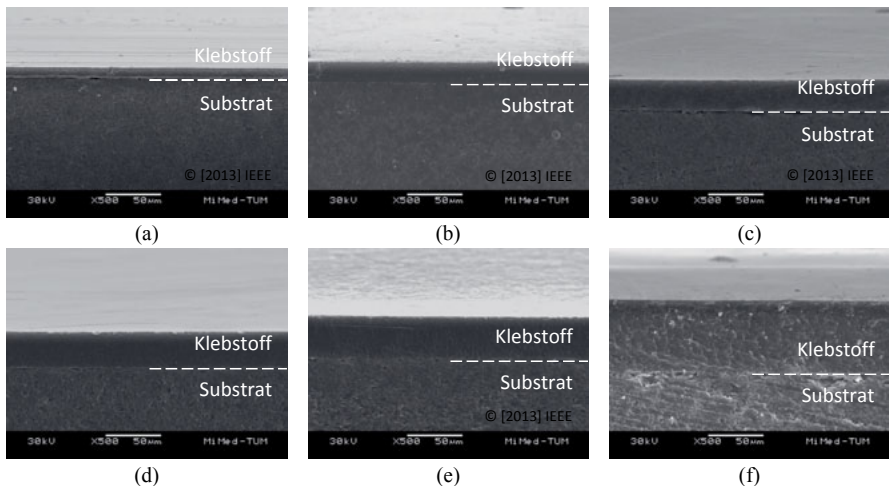 Klebstoff
Substrat
© [2013] IEEE
30kV X500 50µm MiMed-TUM
(a)
Klebstoff
Substrat
© [2013] IEEE
30kV X500 50µm MiMed-TUM
(b)
Klebstoff
Substrat
© [2013] IEEE
30kV X500 50µm MiMed-TUM
(c)
Klebstoff
Substrat
30kV X500 50µm MiMed-TUM
(d)
Klebstoff
Substrat
© [2013] IEEE
30kV X500 50µm MiMed-TUM
(e)
Klebstoff
Substrat
30kV X500 50µm MiMed-TUM
(f)